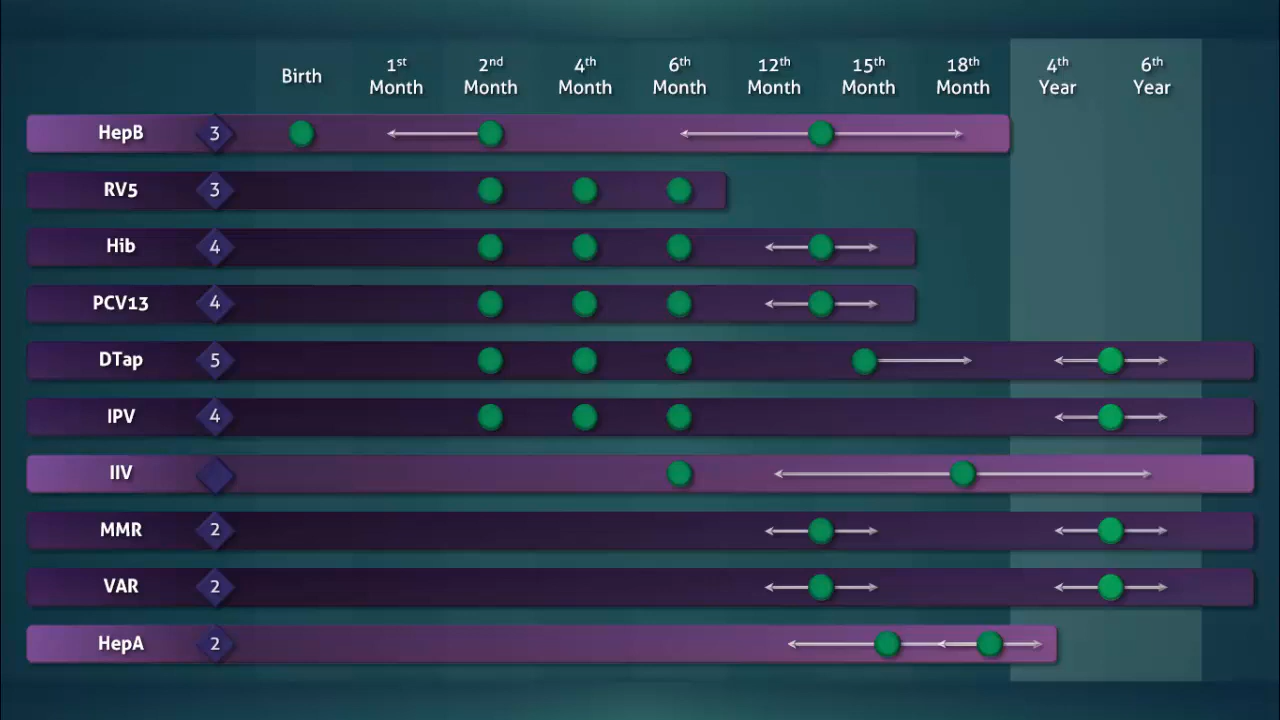 Birth
1st Month
2nd Month
4th Month
6th Month
12th Month
15th Month
18th Month
4th Year
6th Year
HepB 3
RV5 3
Hib 4
PCV13 4
DTap 5
IPV 4
IIV
MMR 2
VAR 2
HepA 2